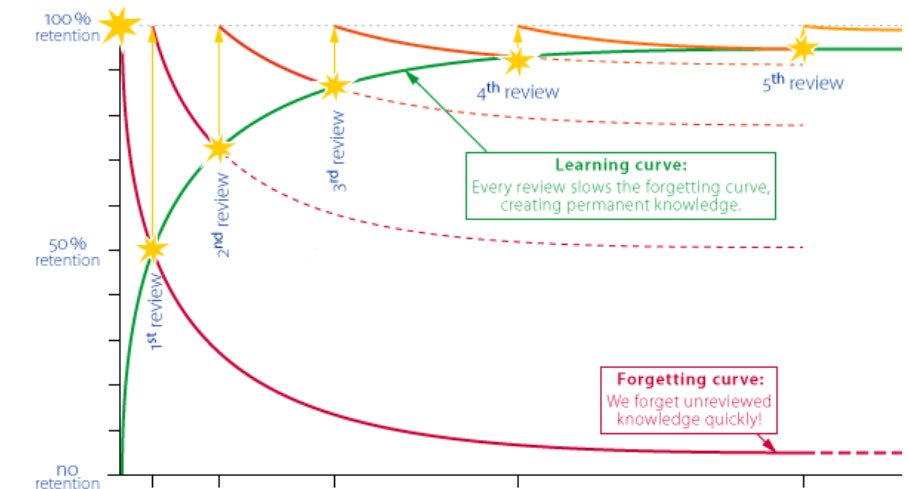 100 %
retention
50 %
retention
no
retention
1st review
2nd review
3rd review
4th review
5th review
Learning curve:
Every review slows the forgetting curve,
creating permanent knowledge.
Forgetting curve:
We forget unreviewed
knowledge quickly!